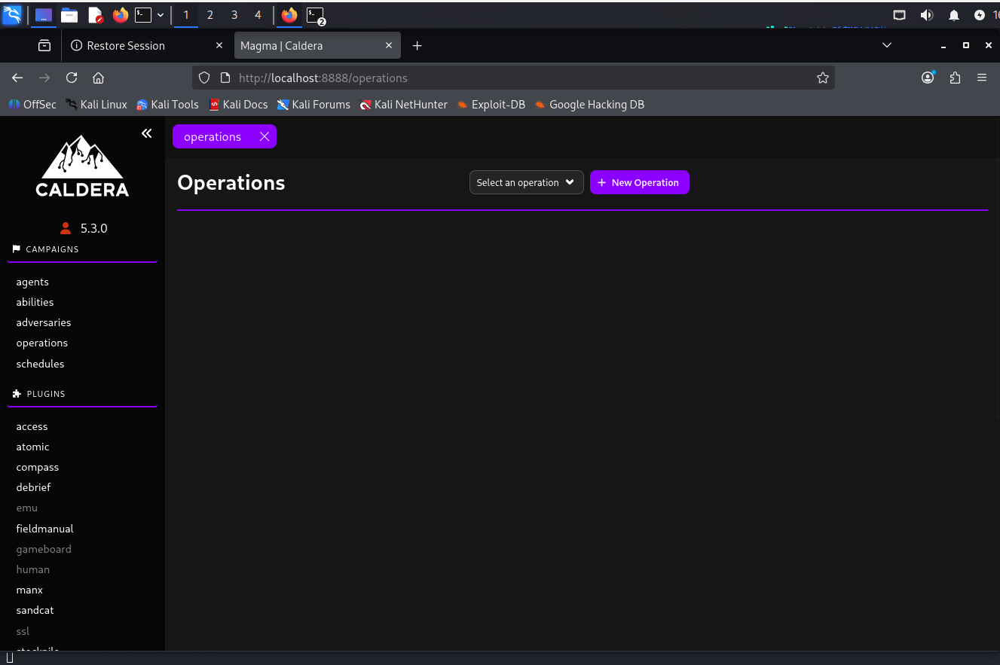 1 2 3 4
2
Restore Session
Magma | Caldera
http://localhost:8888/operations
OffSec Kali Linux Kali Tools Kali Docs Kali Forums Kali NetHunter Exploit-DB Google Hacking DB
operations
CALDERA
Operations
Select an operation
New Operation
5.3.0
CAMPAIGNS
agents
abilities
adversaries
operations
schedules
PLUGINS
access
atomic
compass
debrief
emu
fieldmanual
gameboard
human
manx
sandcat
ssl